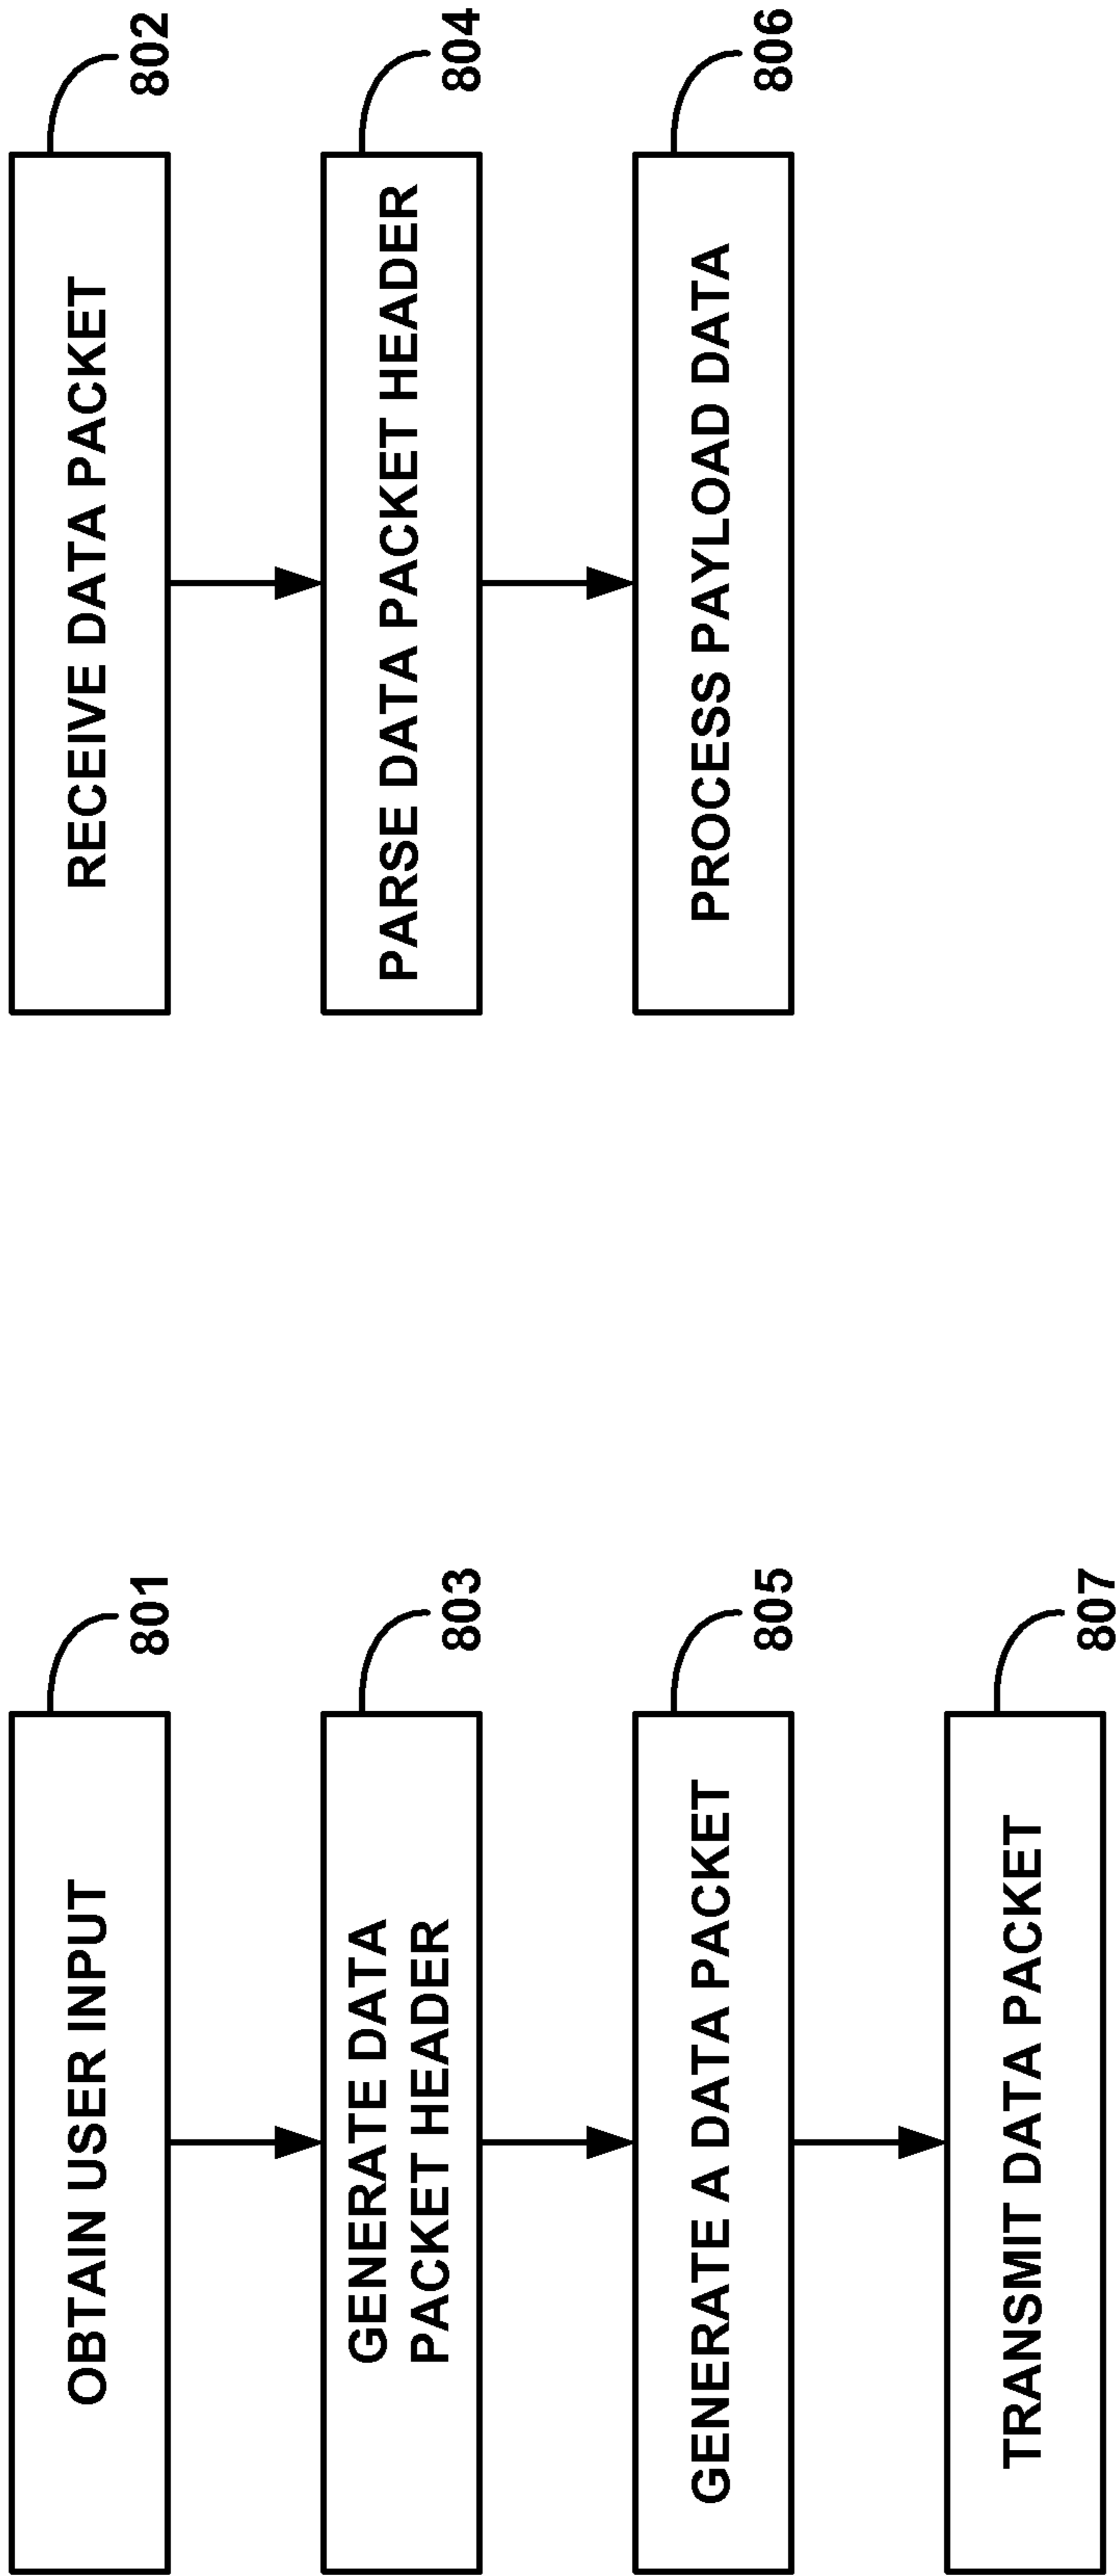 OBTAIN USER INPUT
801
GENERATE DATA
PACKET HEADER
803
GENERATE A DATA PACKET
805
TRANSMIT DATA PACKET
807
RECEIVE DATA PACKET
802
PARSE DATA PACKET HEADER
804
PROCESS PAYLOAD DATA
806